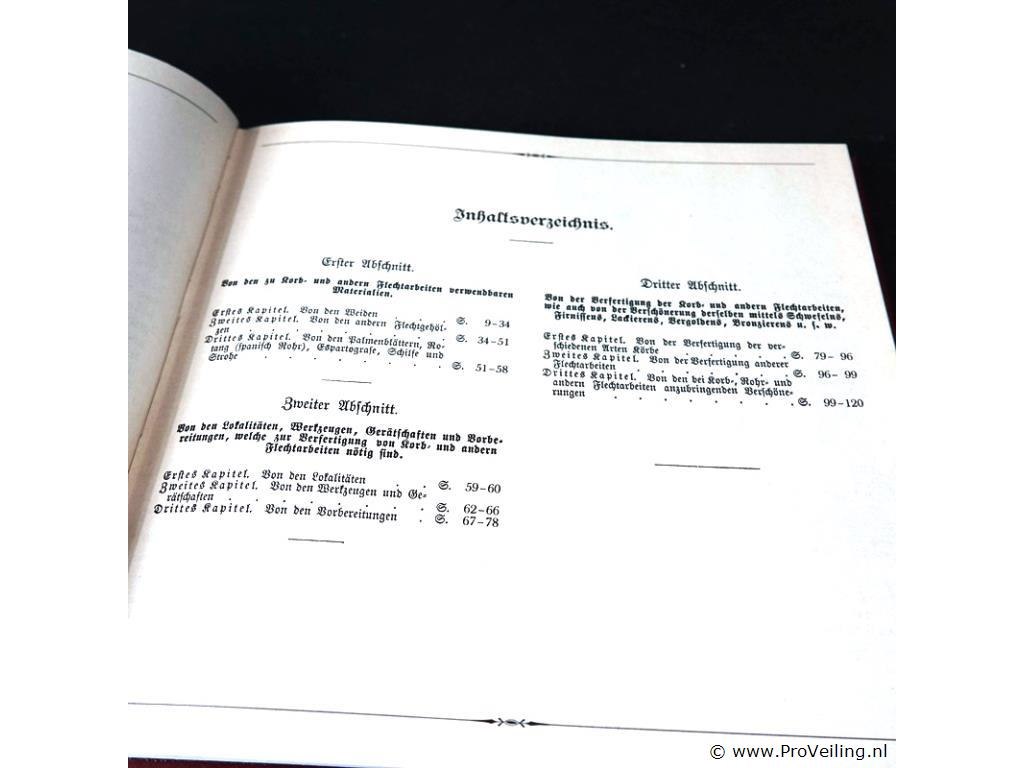 Inhaltsverzeichnis.
Erster Abschnitt.
Von den zu Korb- und andern Flechtarbeiten verwendbaren
Materialien.
Erstes Kapitel. Von den Weiden . . . . S. 9–34
Zweites Kapitel. Von den andern Flechtgehöl-
zen . . . . . . . . S. 34–51
Drittes Kapitel. Von den Palmenblättern, Ro-
tang (spanisch Rohr), Espartograse, Schilfe und
Strohe . . . . . . . S. 51–58
Zweiter Abschnitt.
Von den Lokalitäten, Werkzeugen, Gerätschaften und Vorbe-
reitungen, welche zur Verfertigung von Korb- und andern
Flechtarbeiten nötig sind.
Erstes Kapitel. Von den Lokalitäten . . S. 59–60
Zweites Kapitel. Von den Werkzeugen und Ge-
rätschaften . . . . . . . S. 62–66
Drittes Kapitel. Von den Vorbereitungen . S. 67–78
Dritter Abschnitt.
Von der Verfertigung der Korb- und andern Flechtarbeiten,
wie auch von der Verschönerung derselben mittels Schwefelns,
Firnissens, Lackierens, Vergoldens, Bronzierens u. s. w.
Erstes Kapitel. Von der Verfertigung der ver-
schiedenen Arten Körbe . . . . . S. 79–96
Zweites Kapitel. Von der Verfertigung anderer
Flechtarbeiten . . . . . . S. 96–99
Drittes Kapitel. Von den bei Korb-, Rohr- und
andern Flechtarbeiten anzubringenden Verschöne-
rungen . . . . . . . . S. 99–120
© www.ProVeiling.nl